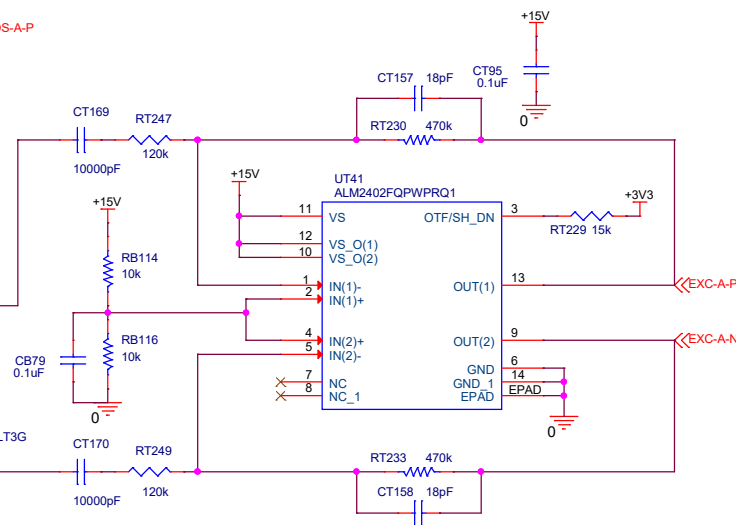 +15V
OS-A-P
CT157 18pF
CT95
0.1uF
0
CT169
RT247
RT230 470k
10000pF
120k
+15V
UT41
ALM2402FQPWPRQ1
+3V3
+15V
11 VS
OTF/SH_DN 3
RT229 15k
12 VS_O(1)
10 VS_O(2)
RB114
10k
1 IN(1)-
2 IN(1)+
OUT(1) 13
EXC-A-P
RB116
10k
4 IN(2)+
5 IN(2)-
OUT(2) 9
EXC-A-N
CB79
0.1uF
GND 6
7 NC
GND_1 14
8 NC_1
EPAD EPAD
0
0
LT3G
CT170
RT249
RT233 470k
10000pF
120k
CT158 18pF